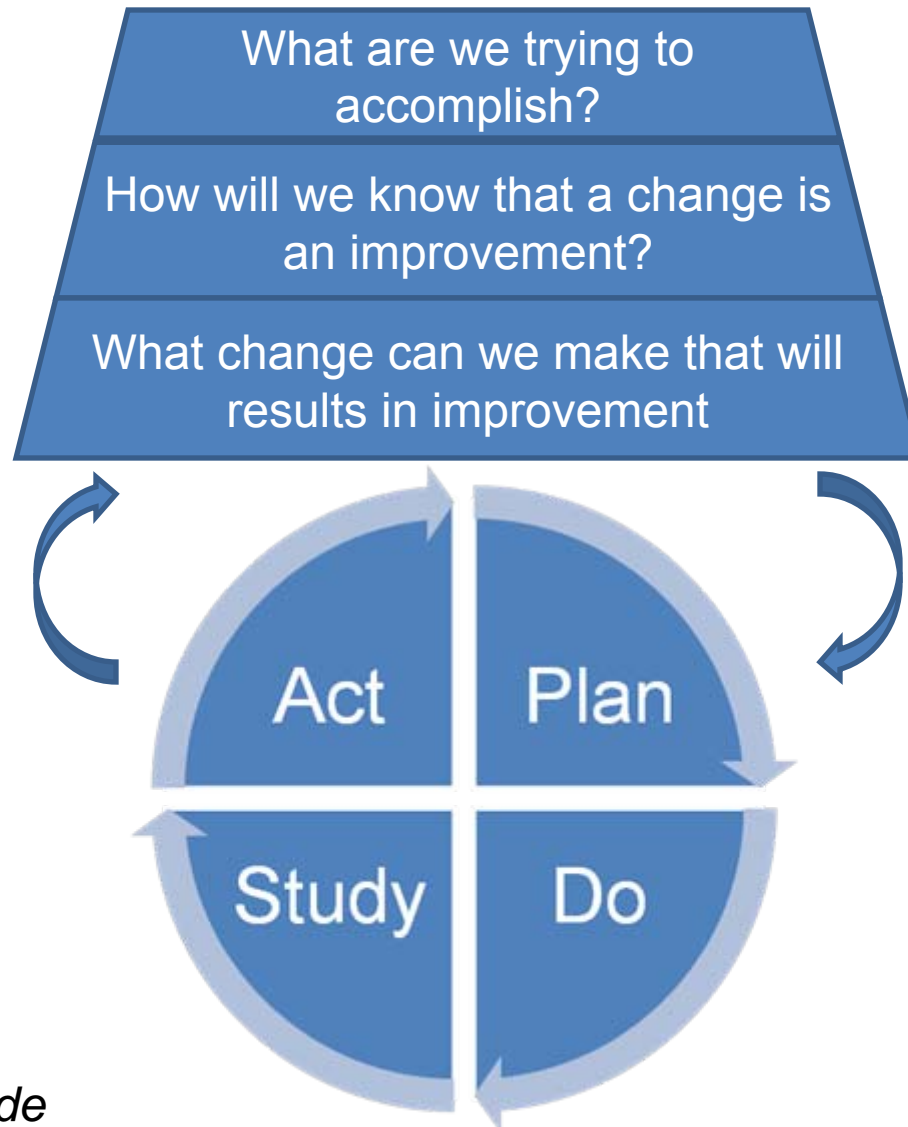 What are we trying to
accomplish?
How will we know that a change is
an improvement?
What change can we make that will
results in improvement
Act
Plan
Study
Do
de